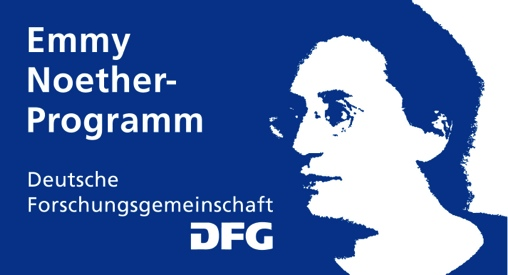 Emmy
Noether-
Programm
Deutsche
Forschungsgemeinschaft
DFG